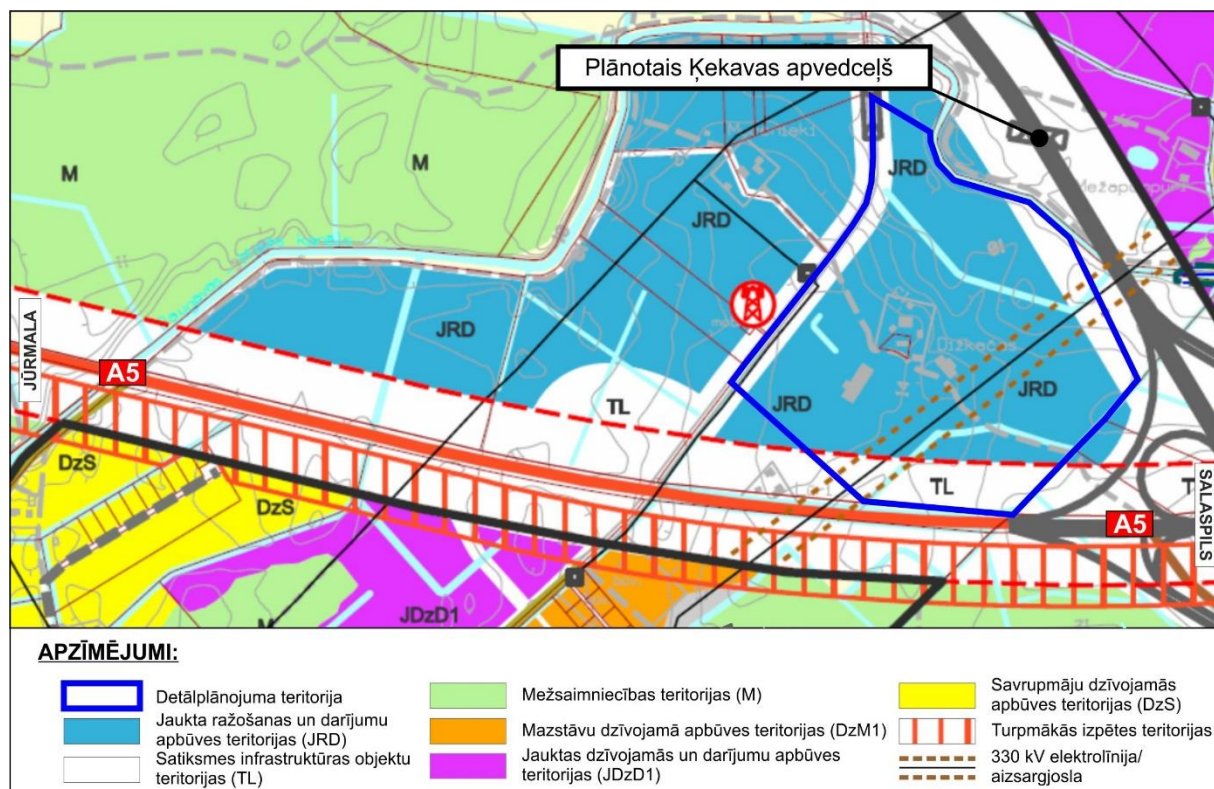 Plānotais Ķekavas apvedceļš
M
M
JRD
JRD
JRD
JRD
JRD
TL
TL
JŪRMALA
A5
A5
SALASPILS
DzS
DzS
JDzD1
Mežapūpuri
Dižkačas
APZĪMĒJUMI:
Detālplānojuma teritorija
Jaukta ražošanas un darījumu
apbūves teritorijas (JRD)
Satiksmes infrastruktūras objektu
teritorijas (TL)
Mežsaimniecības teritorijas (M)
Mazstāvu dzīvojamā apbūves teritorijas (DzM1)
Jauktas dzīvojamās un darījumu apbūves
teritorijas (JDzD1)
Savrupmāju dzīvojamās
apbūves teritorijas (DzS)
Turpmākās izpētes teritorijas
330 kV elektrolīnija/
aizsargjosla